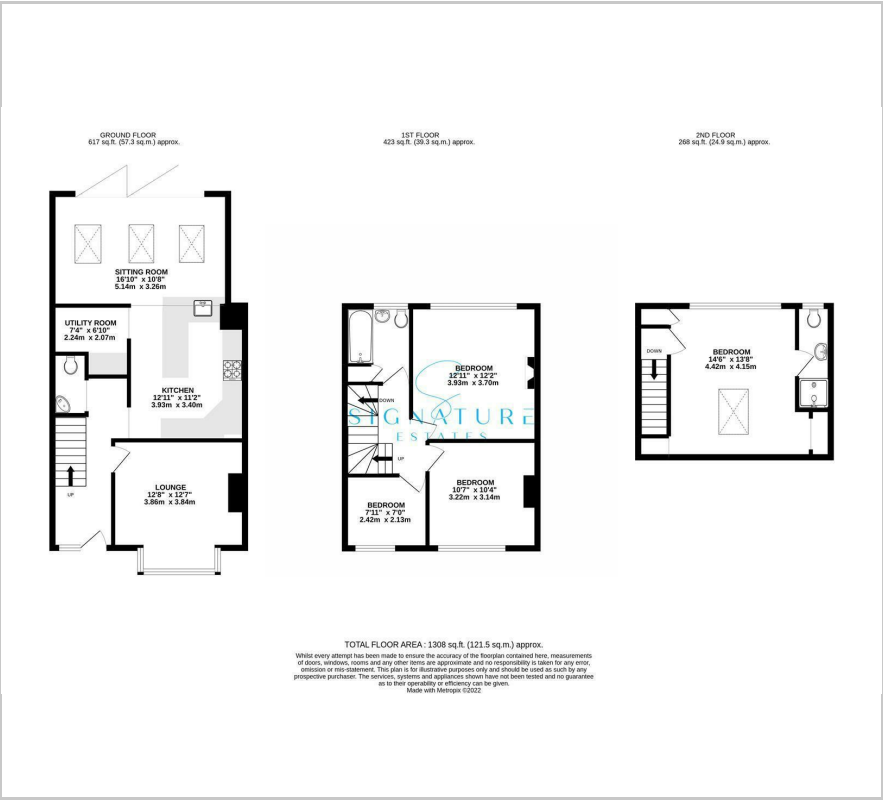 GROUND FLOOR
617 sq.ft. (57.3 sq.m.) approx.
SITTING ROOM
16'10" x 10'8"
5.14m x 3.26m
UTILITY ROOM
7'4" x 6'10"
2.24m x 2.07m
KITCHEN
12'11" x 11'2"
3.93m x 3.40m
LOUNGE
12'8" x 12'7"
3.86m x 3.84m
UP
1ST FLOOR
423 sq.ft. (39.3 sq.m.) approx.
BEDROOM
12'11" x 12'2"
3.93m x 3.70m
DOWN
SIGNATURE
ESTATES
UP
BEDROOM
10'7" x 10'4"
3.22m x 3.14m
BEDROOM
7'11" x 7'0"
2.42m x 2.13m
2ND FLOOR
268 sq.ft. (24.9 sq.m.) approx.
DOWN
BEDROOM
14'6" x 13'8"
4.42m x 4.15m
TOTAL FLOOR AREA : 1308 sq.ft. (121.5 sq.m.) approx.
Whilst every attempt has been made to ensure the accuracy of the floorplan contained here, measurements
of doors, windows, rooms and any other items are approximate and no responsibility is taken for any error,
omission or mis-statement. This plan is for illustrative purposes only and should be used as such by any
prospective purchaser. The services, systems and appliances shown have not been tested and no guarantee
as to their operability or efficiency can be given.
Made with Metropix ©2022